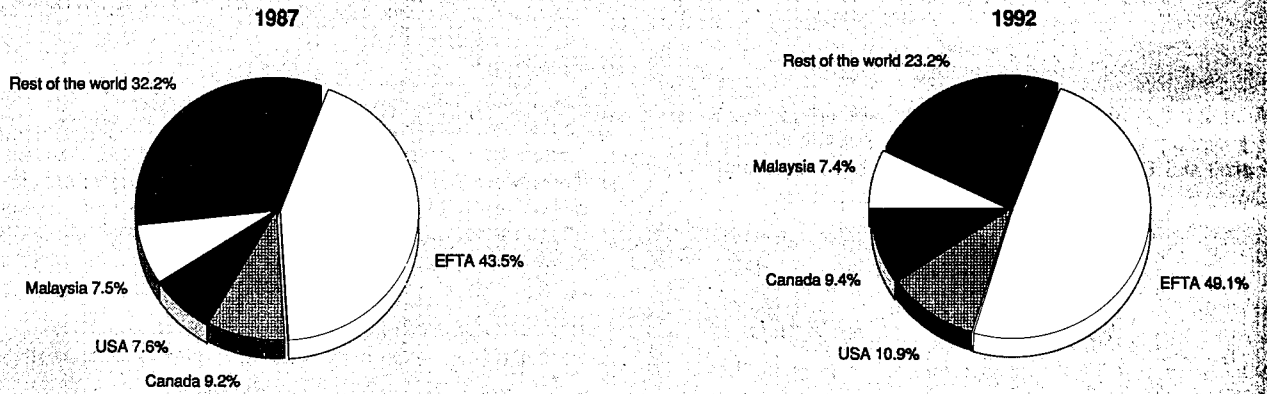 1987
Rest of the world 32.2%
EFTA 43.5%
Malaysia 7.5%
USA 7.6%
Canada 9.2%
1992
Rest of the world 23.2%
Malaysia 7.4%
Canada 9.4%
EFTA 49.1%
USA 10.9%